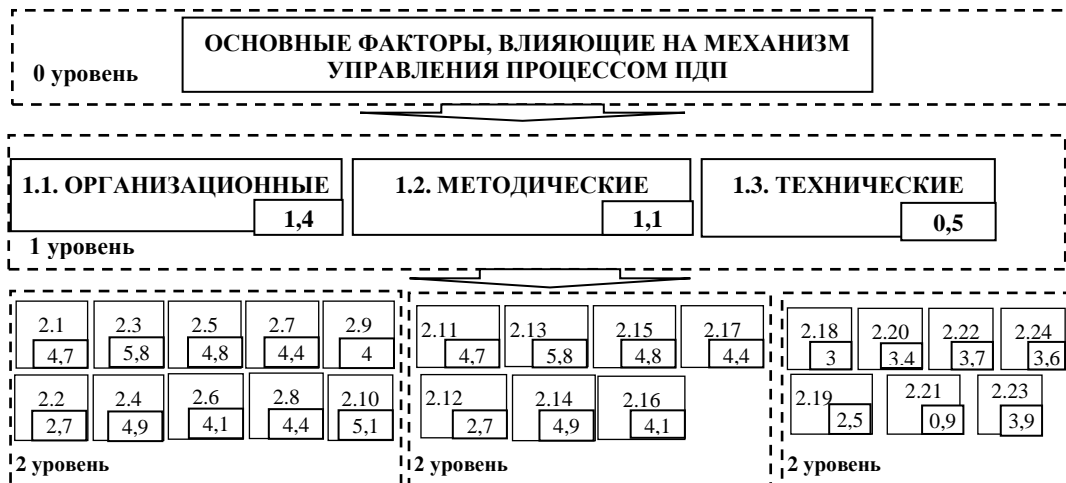 ОСНОВНЫЕ ФАКТОРЫ, ВЛИЯЮЩИЕ НА МЕХАНИЗМ
УПРАВЛЕНИЯ ПРОЦЕССОМ ПДП
0 уровень
1.1. ОРГАНИЗАЦИОННЫЕ
1,4
1.2. МЕТОДИЧЕСКИЕ
1,1
1.3. ТЕХНИЧЕСКИЕ
0,5
1 уровень
2.1 2.3 2.5 2.7 2.9
4,7 5,8 4,8 4,4 4
2.2 2.4 2.6 2.8 2.10
2,7 4,9 4,1 4,4 5,1
2 уровень
2.11 2.13 2.15 2.17
4,7 5,8 4,8 4,4
2.12 2.14 2.16
2,7 4,9 4,1
2 уровень
2.18 2.20 2.22 2.24
3 3,4 3,7 3,6
2.19 2.21 2.23
2,5 0,9 3,9
2 уровень